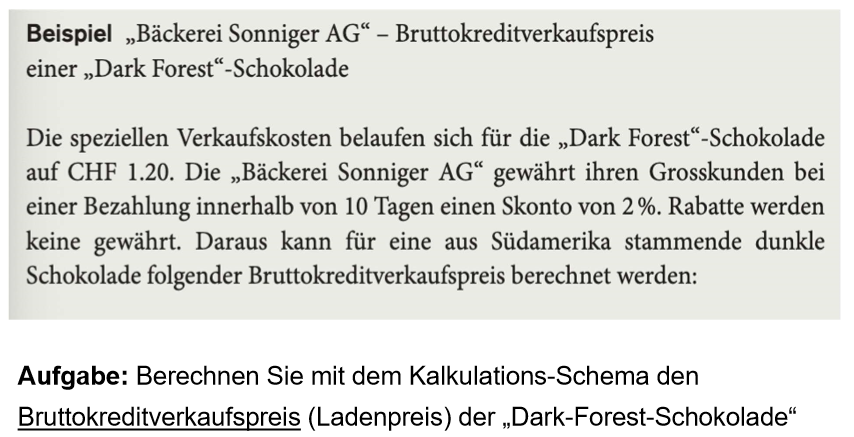 Beispiel „Bäckerei Sonniger AG“ – Bruttokreditverkaufspreis
einer „Dark Forest“-Schokolade
Die speziellen Verkaufskosten belaufen sich für die „Dark Forest“-Schokolade
auf CHF 1.20. Die „Bäckerei Sonniger AG“ gewährt ihren Grosskunden bei
einer Bezahlung innerhalb von 10 Tagen einen Skonto von 2 %. Rabatte werden
keine gewährt. Daraus kann für eine aus Südamerika stammende dunkle
Schokolade folgender Bruttokreditverkaufspreis berechnet werden:
Aufgabe: Berechnen Sie mit dem Kalkulations-Schema den
Bruttokreditverkaufspreis (Ladenpreis) der „Dark-Forest-Schokolade“